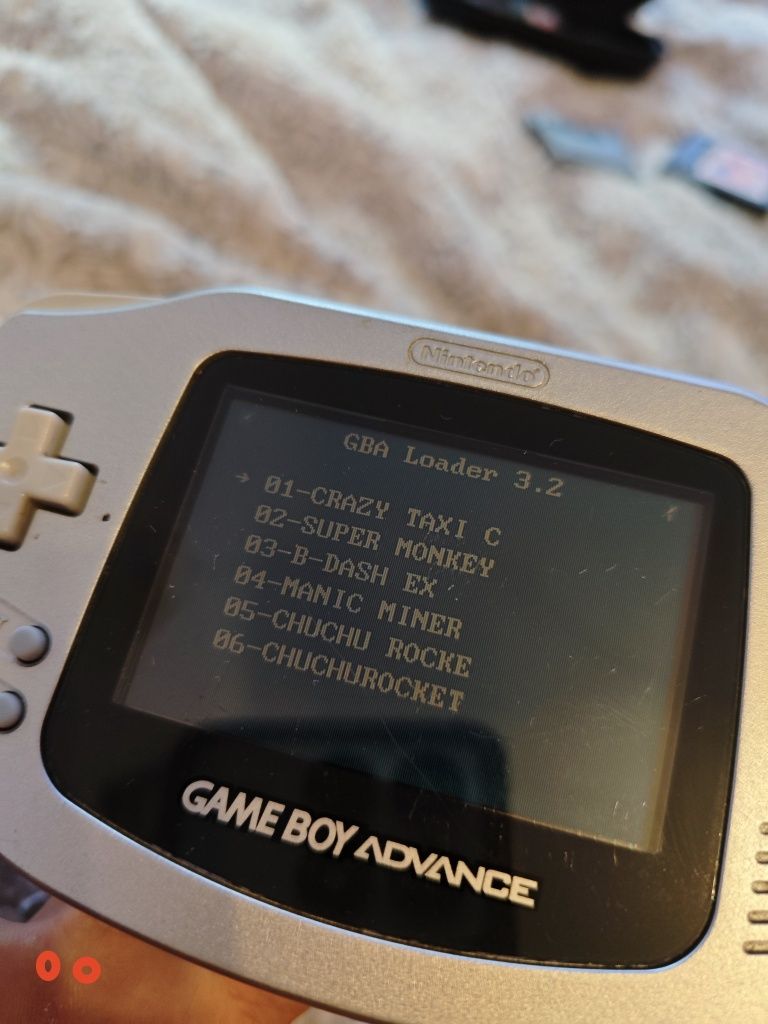 Nintendo
GBA Loader 3.2
→ 01-CRAZY TAXI C
02-SUPER MONKEY
03-B-DASH EX
04-MANIC MINER
05-CHUCHU ROCKE
06-CHUCHUROCKET
GAME BOY ADVANCE